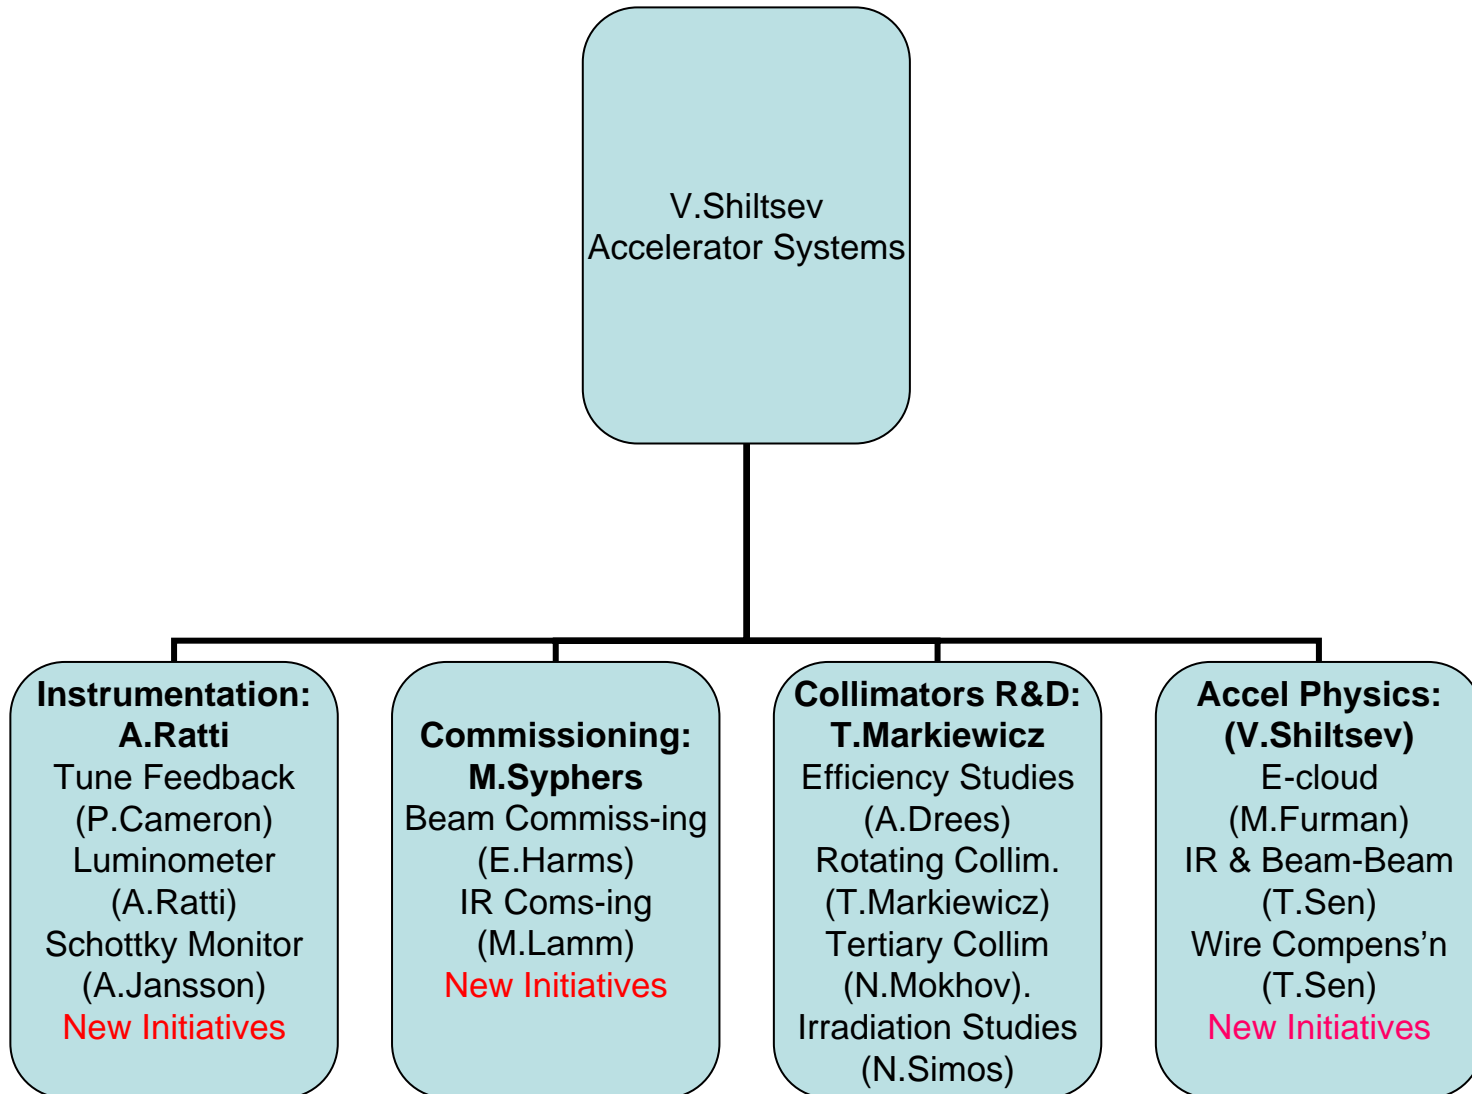 V.Shiltsev
Accelerator Systems
Instrumentation:
A.Ratti
Tune Feedback
(P.Cameron)
Luminometer
(A.Ratti)
Schottky Monitor
(A.Jansson)
New Initiatives
Commissioning:
M.Syphers
Beam Commiss-ing
(E.Harms)
IR Coms-ing
(M.Lamm)
New Initiatives
Collimators R&D:
T.Markiewicz
Efficiency Studies
(A.Drees)
Rotating Collim.
(T.Markiewicz)
Tertiary Collim
(N.Mokhov).
Irradiation Studies
(N.Simos)
Accel Physics:
(V.Shiltsev)
E-cloud
(M.Furman)
IR & Beam-Beam
(T.Sen)
Wire Compens’n
(T.Sen)
New Initiatives